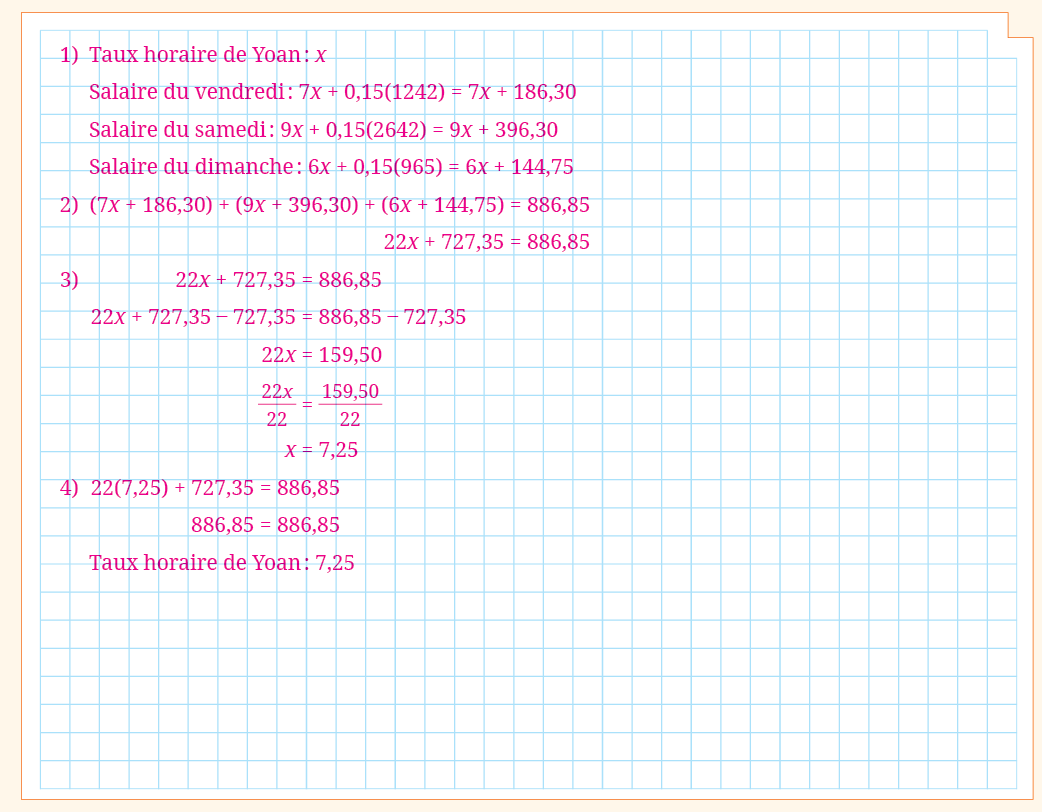 1) Taux horaire de Yoan : x
Salaire du vendredi : 7x + 0,15(1242) = 7x + 186,30
Salaire du samedi : 9x + 0,15(2642) = 9x + 396,30
Salaire du dimanche : 6x + 0,15(965) = 6x + 144,75
2) (7x + 186,30) + (9x + 396,30) + (6x + 144,75) = 886,85
22x + 727,35 = 886,85
3) 22x + 727,35 = 886,85
22x + 727,35 − 727,35 = 886,85 − 727,35
22x = 159,50
22x/22 = 159,50/22
x = 7,25
4) 22(7,25) + 727,35 = 886,85
886,85 = 886,85
Taux horaire de Yoan : 7,25